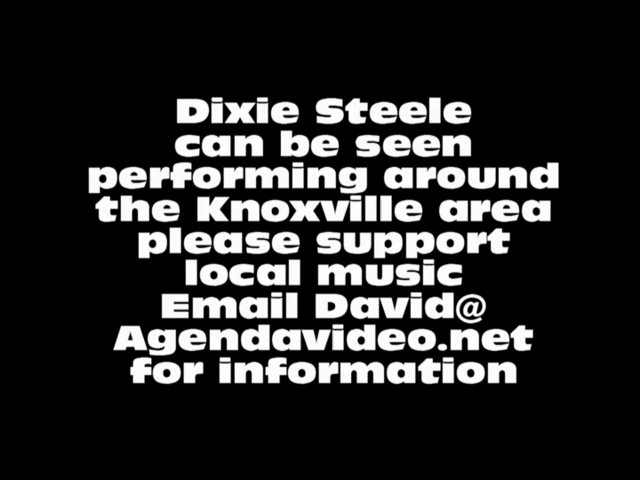 Dixie Steele
can be seen
performing around
the Knoxville area
please support
local music
Email David@
Agendavideo.net
for information